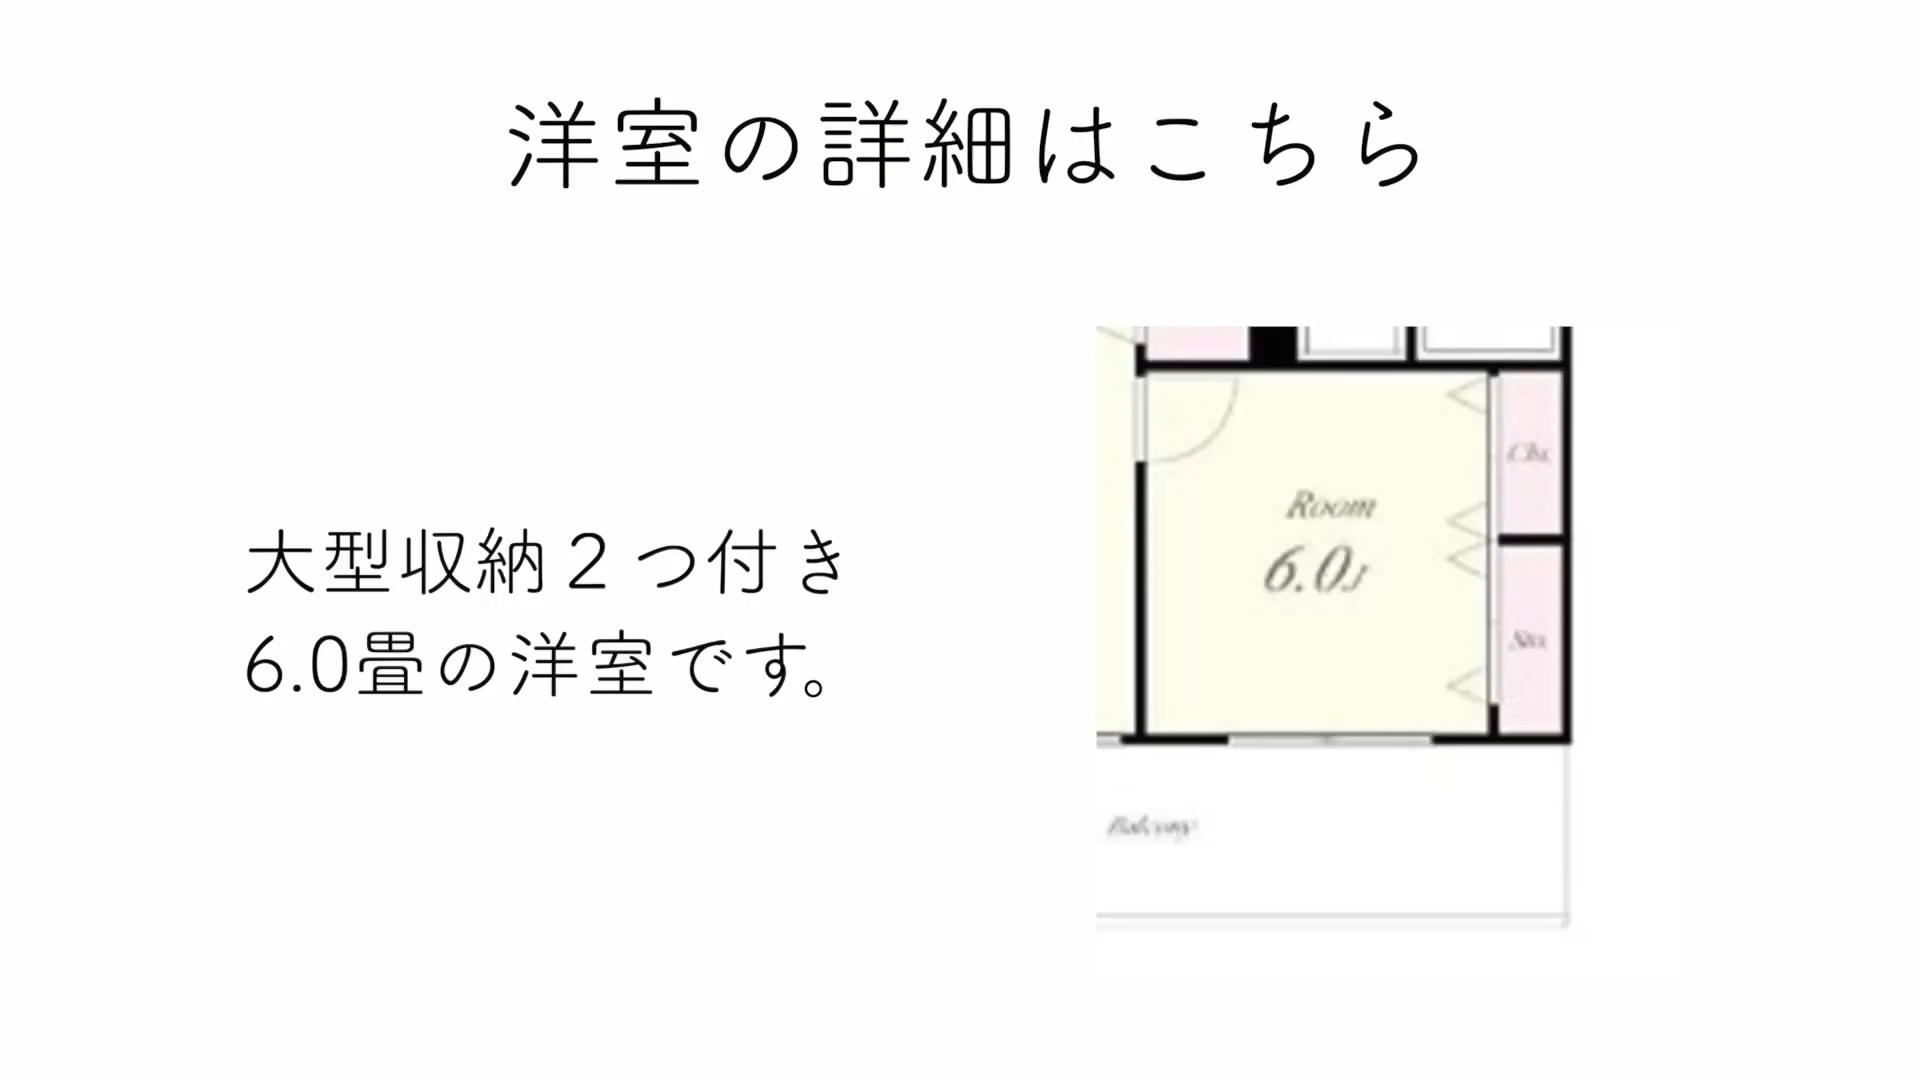 洋室の詳細はこちら
大型収納２つ付き
6.0畳の洋室です。
Room
6.0J
Balcony